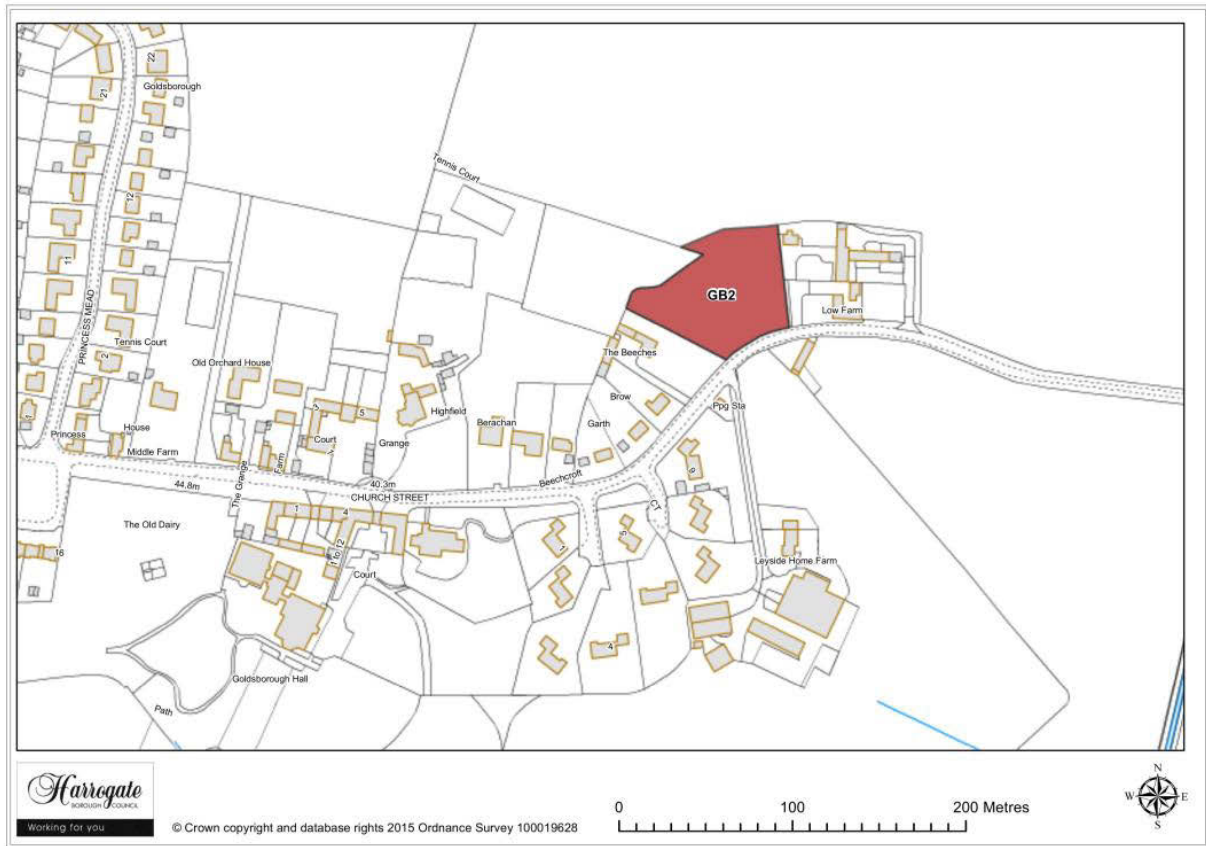 22
Goldsborough
21
Tennis Court
12
GB2
11
Low Farm
PRINCESS MEAD
Tennis Court
The Beeches
2
Old Orchard House
Brow
Ppg Sta
3
5
Highfield
1
Berachan
Garth
Princess
House
Court
Grange
Middle Farm
The Grange
Farm
1
9
44.8m
40.3m
CHURCH STREET
Beechcroft
CT
1
4
The Old Dairy
1
5
16
1 to 12
Leyside Home Farm
Court
4
Goldsborough Hall
Path
Harrogate
BOROUGH COUNCIL
Working for you
© Crown copyright and database rights 2015 Ordnance Survey 100019628
0 100 200 Metres
N
W E
S